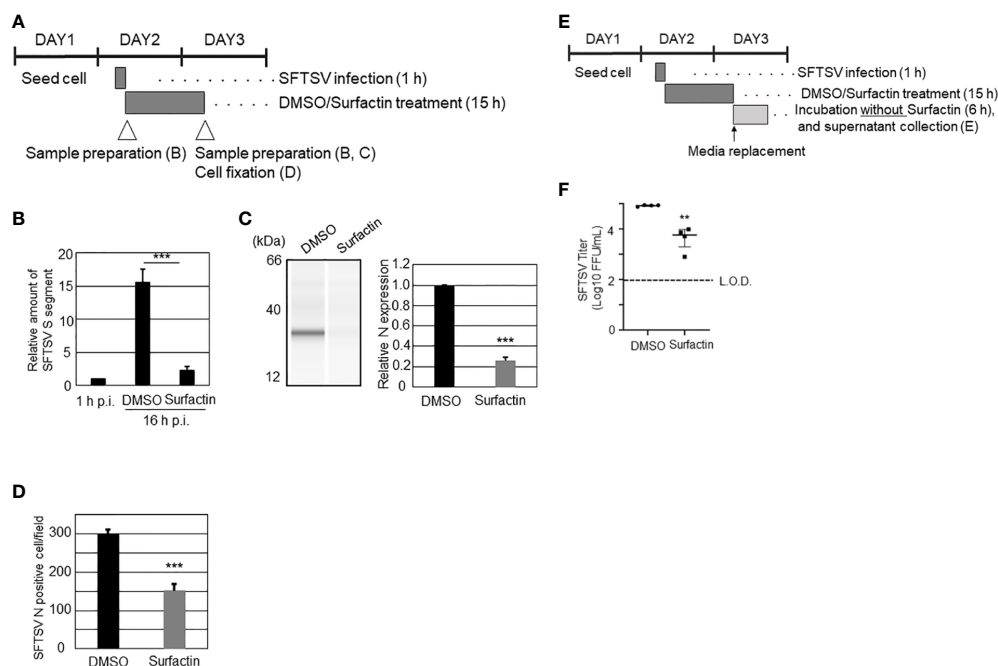 A
DAY1 DAY2 DAY3
Seed cell
SFTSV infection (1 h)
DMSO/Surfactin treatment (15 h)
Sample preparation (B)
Sample preparation (B, C)
Cell fixation (D)
E
DAY1 DAY2 DAY3
Seed cell
SFTSV infection (1 h)
DMSO/Surfactin treatment (15 h)
Incubation without Surfactin (6 h),
and supernatant collection (E)
Media replacement
B
Relative amount of
SFTSV S segment
20
15
10
5
0
***
1 h p.i.
DMSO Surfactin
16 h p.i.
C
(kDa)
DMSO
Surfactin
66
40
12
Relative N expression
1.2
1.0
0.8
0.6
0.4
0.2
0
***
DMSO Surfactin
F
SFTSV Titer
(Log10 FFU/mL)
4
2
0
**
L.O.D.
DMSO Surfactin
D
SFTSV N positive cell/field
300
200
100
0
***
DMSO Surfactin